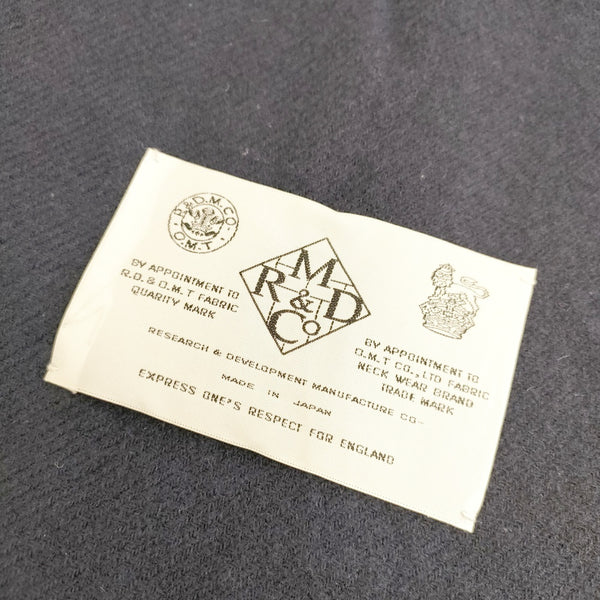 R.&D.M.CO.
O.M.T.
BY APPOINTMENT TO
R.D. & O.M.T FABRIC
QUARITY MARK
M
R & D
Co
BY APPOINTMENT TO
O.M.T CO.,LTD FABRIC
NECK WEAR BRAND
TRADE MARK
RESEARCH & DEVELOPMENT MANUFACTURE CO-
MADE IN JAPAN
EXPRESS ONE'S RESPECT FOR ENGLAND